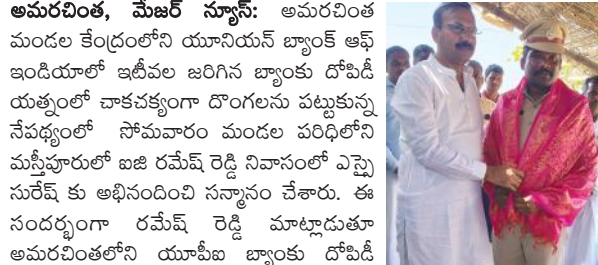 అమరచింత, మేజర్ న్యూస్: అమరచింత
మండల కేంద్రంలోని యూనియన్ బ్యాంక్ ఆఫ్
ఇండియాలో ఇటీవల జరిగిన బ్యాంకు దోపిడీ
యత్నంలో చాకచక్యంగా దొంగలను పట్టుకున్న
నేపథ్యంలో సోమవారం మండల పరిధిలోని
మస్తీపూరులో ఐజి రమేష్ రెడ్డి నివాసంలో ఎస్సై
సురేష్ కు అభినందించి సన్మానం చేశారు. ఈ
సందర్భంగా రమేష్ రెడ్డి మాట్లాడుతూ
అమరచింతలోని యూపీఐ బ్యాంకు దోపిడీ